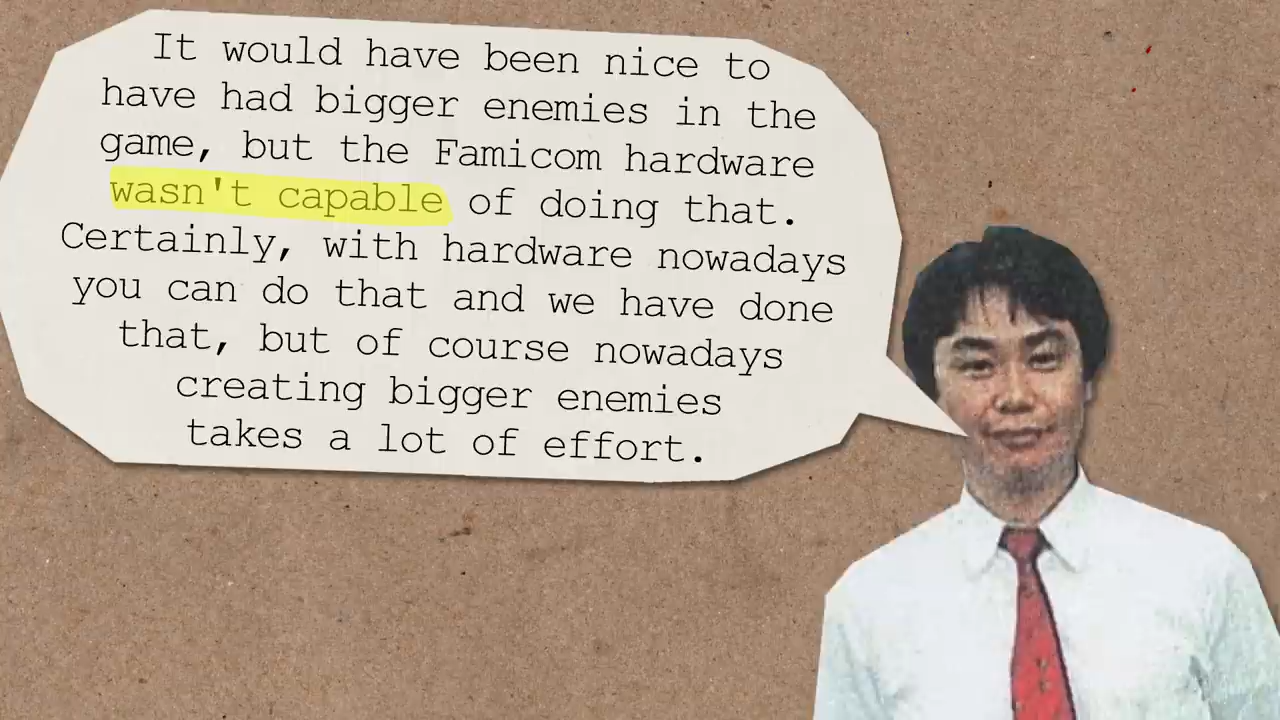 It would have been nice to
have had bigger enemies in the
game, but the Famicom hardware
wasn't capable of doing that.
Certainly, with hardware nowadays
you can do that and we have done
that, but of course nowadays
creating bigger enemies
takes a lot of effort.